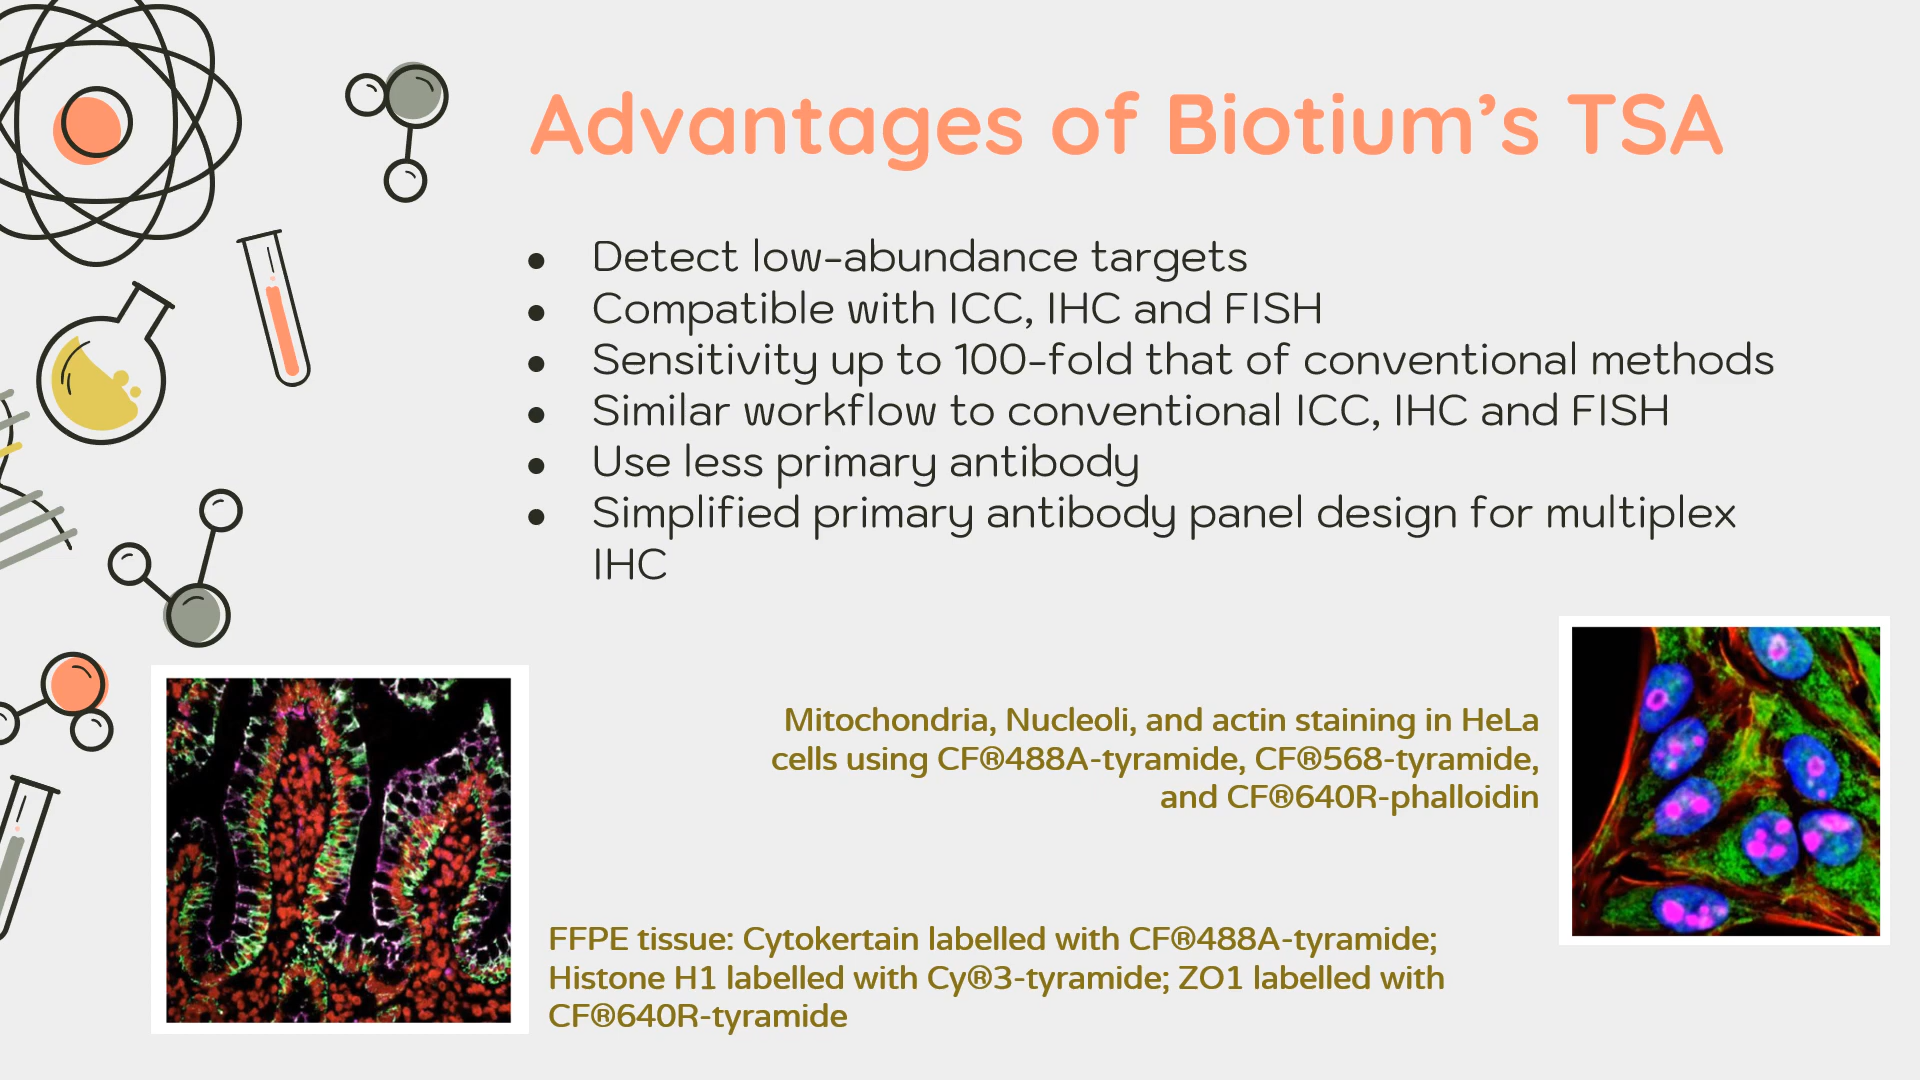 Advantages of Biotium’s TSA
● Detect low-abundance targets
● Compatible with ICC, IHC and FISH
● Sensitivity up to 100-fold that of conventional methods
● Similar workflow to conventional ICC, IHC and FISH
● Use less primary antibody
● Simplified primary antibody panel design for multiplex
IHC
Mitochondria, Nucleoli, and actin staining in HeLa
cells using CF®488A-tyramide, CF®568-tyramide,
and CF®640R-phalloidin
FFPE tissue: Cytokertain labelled with CF®488A-tyramide;
Histone H1 labelled with Cy®3-tyramide; ZO1 labelled with
CF®640R-tyramide